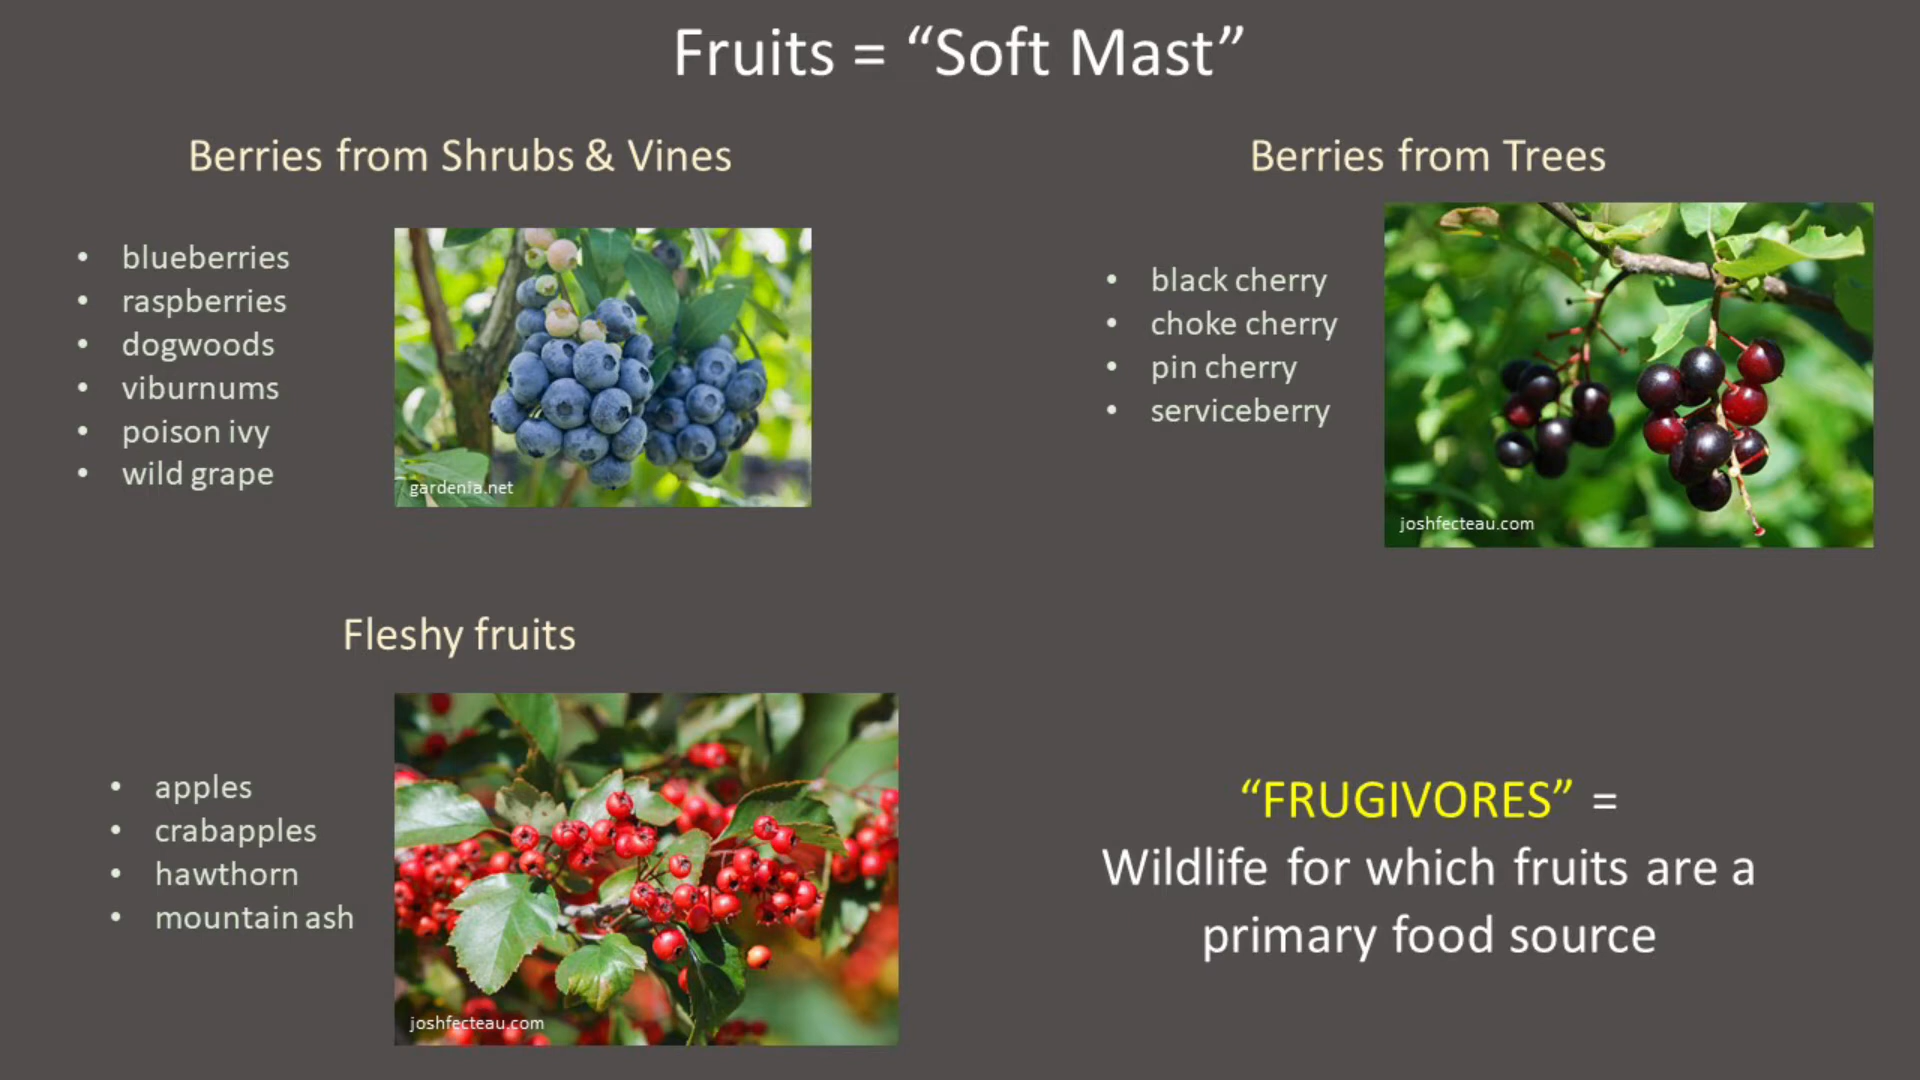 Fruits = “Soft Mast”
Berries from Shrubs & Vines
• blueberries
• raspberries
• dogwoods
• viburnums
• poison ivy
• wild grape
gardenia.net
Berries from Trees
• black cherry
• choke cherry
• pin cherry
• serviceberry
joshfecteau.com
Fleshy fruits
• apples
• crabapples
• hawthorn
• mountain ash
joshfecteau.com
“FRUGIVORES” =
Wildlife for which fruits are a
primary food source